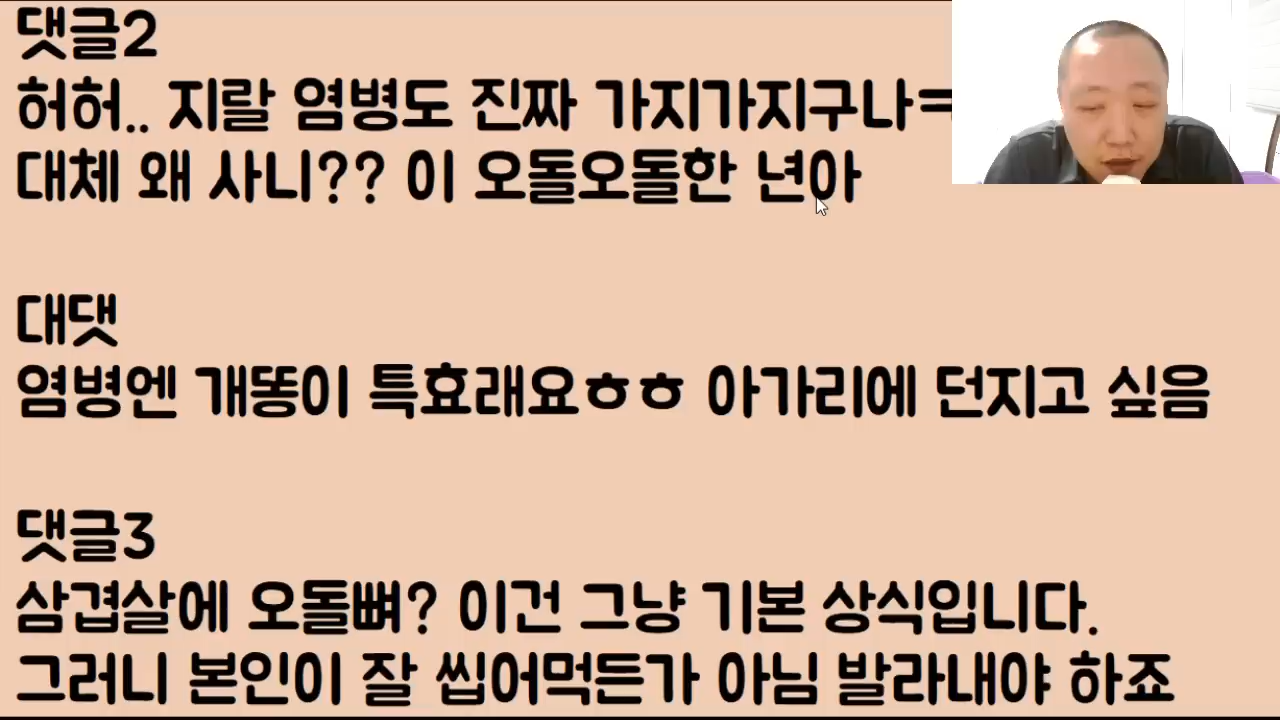 댓글2
허허.. 지랄 염병도 진짜 가지가지구나ㅋ
대체 왜 사니?? 이 오돌오돌한 년아
대댓
염병엔 개똥이 특효래요ㅎㅎ 아가리에 던지고 싶음
댓글3
삼겹살에 오돌뼈? 이건 그냥 기본 상식입니다.
그러니 본인이 잘 씹어먹든가 아님 발라내야 하죠